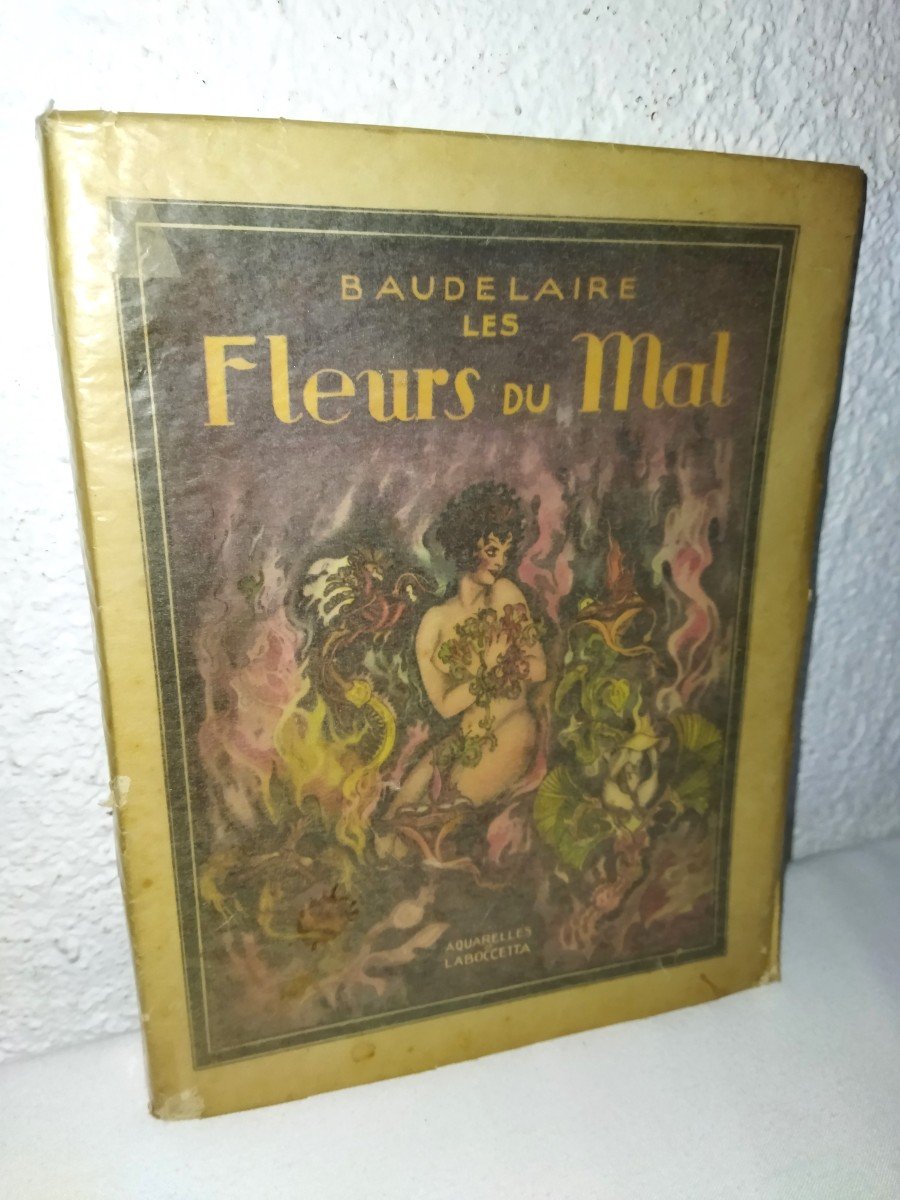 BAUDELAIRE
LES
Fleurs DU Mal
AQUARELLES
LABOCCETTA